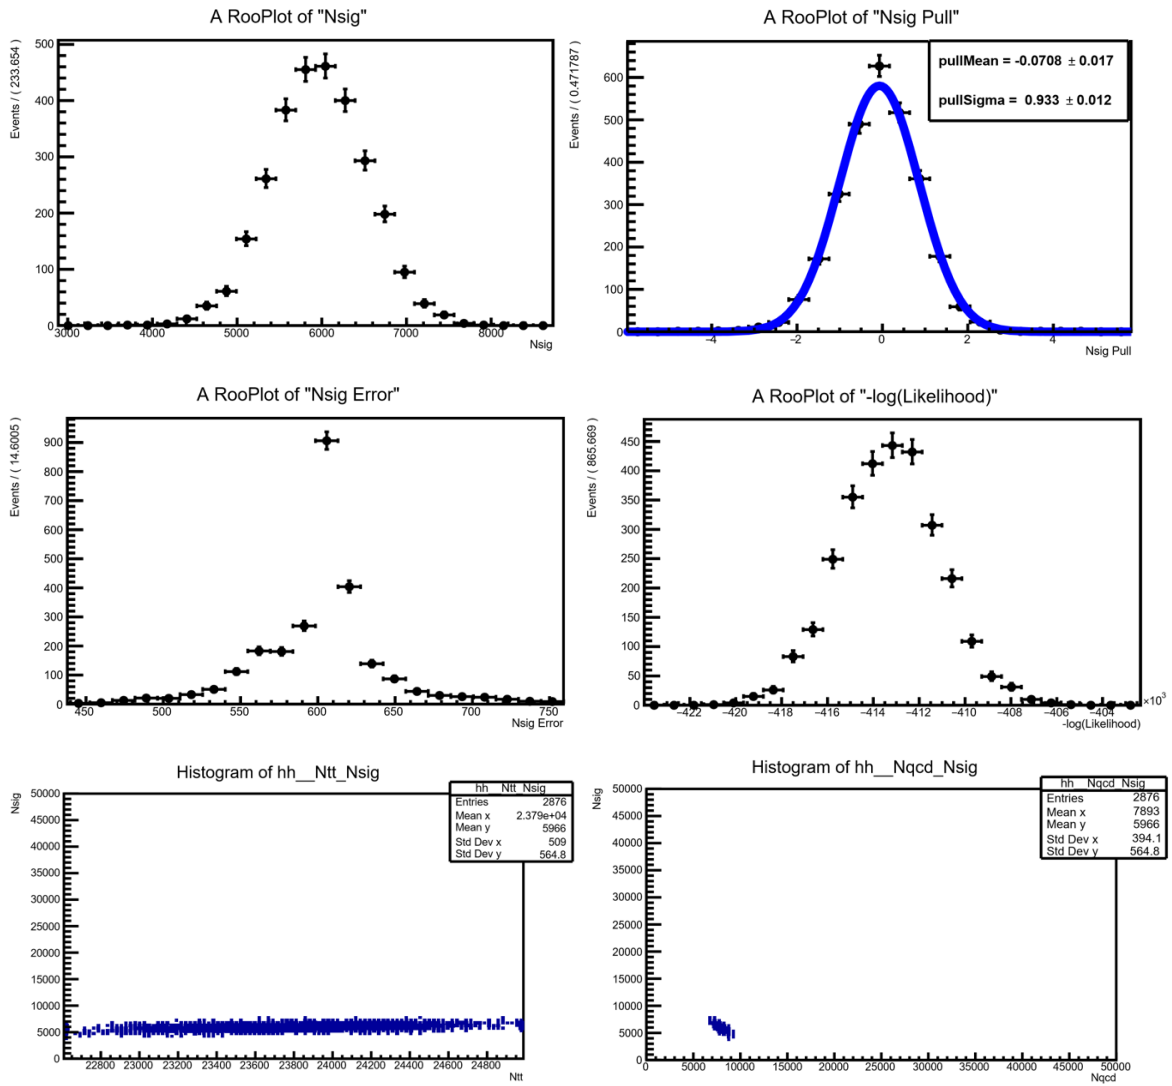 A RooPlot of "Nsig"
Events / ( 233.654 )
500
400
300
200
100
0
3000 4000 5000 6000 7000 8000
Nsig
A RooPlot of "Nsig Pull"
Events / ( 0.471787 )
pullMean = -0.0708 ± 0.017
pullSigma = 0.933 ± 0.012
600
500
400
300
200
100
0
−4 −2 0 2 4
Nsig Pull
A RooPlot of "Nsig Error"
Events / ( 14.6005 )
900
800
700
600
500
400
300
200
100
0
450 500 550 600 650 700 750
Nsig Error
A RooPlot of "-log(Likelihood)"
Events / ( 865.669 )
450
400
350
300
250
200
150
100
50
0
−422 −420 −418 −416 −414 −412 −410 −408 −406 −404
×10³
-log(Likelihood)
Histogram of hh__Ntt_Nsig
Nsig
hh__Ntt_Nsig
Entries 2876
Mean x 2.379e+04
Mean y 5966
Std Dev x 509
Std Dev y 564.8
50000
45000
40000
35000
30000
25000
20000
15000
10000
5000
0
22800 23000 23200 23400 23600 23800 24000 24200 24400 24600 24800
Ntt
Histogram of hh__Nqcd_Nsig
Nsig
hh__Nqcd_Nsig
Entries 2876
Mean x 7893
Mean y 5966
Std Dev x 394.1
Std Dev y 564.8
50000
45000
40000
35000
30000
25000
20000
15000
10000
5000
0
0 5000 10000 15000 20000 25000 30000 35000 40000 45000 50000
Nqcd